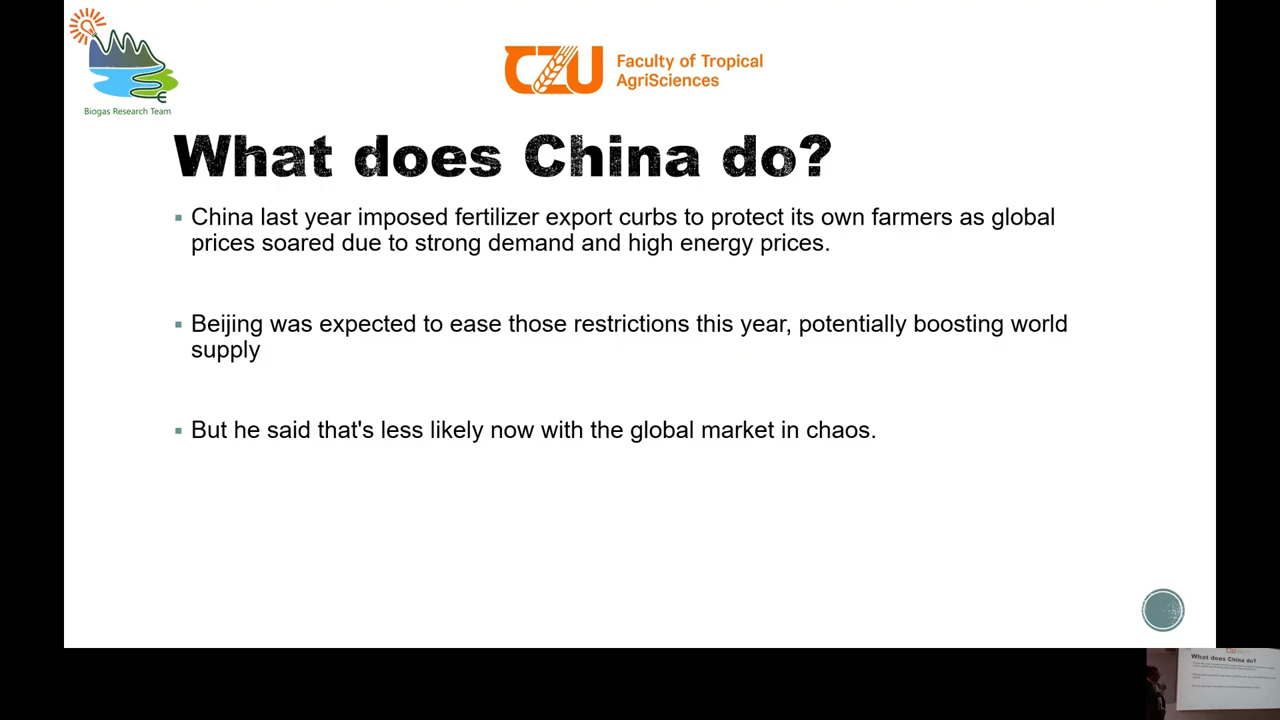 Biogas Research Team
CZU
Faculty of Tropical
AgriSciences
What does China do?
China last year imposed fertilizer export curbs to protect its own farmers as global
prices soared due to strong demand and high energy prices.
Beijing was expected to ease those restrictions this year, potentially boosting world
supply
But he said that's less likely now with the global market in chaos.
What does China do?